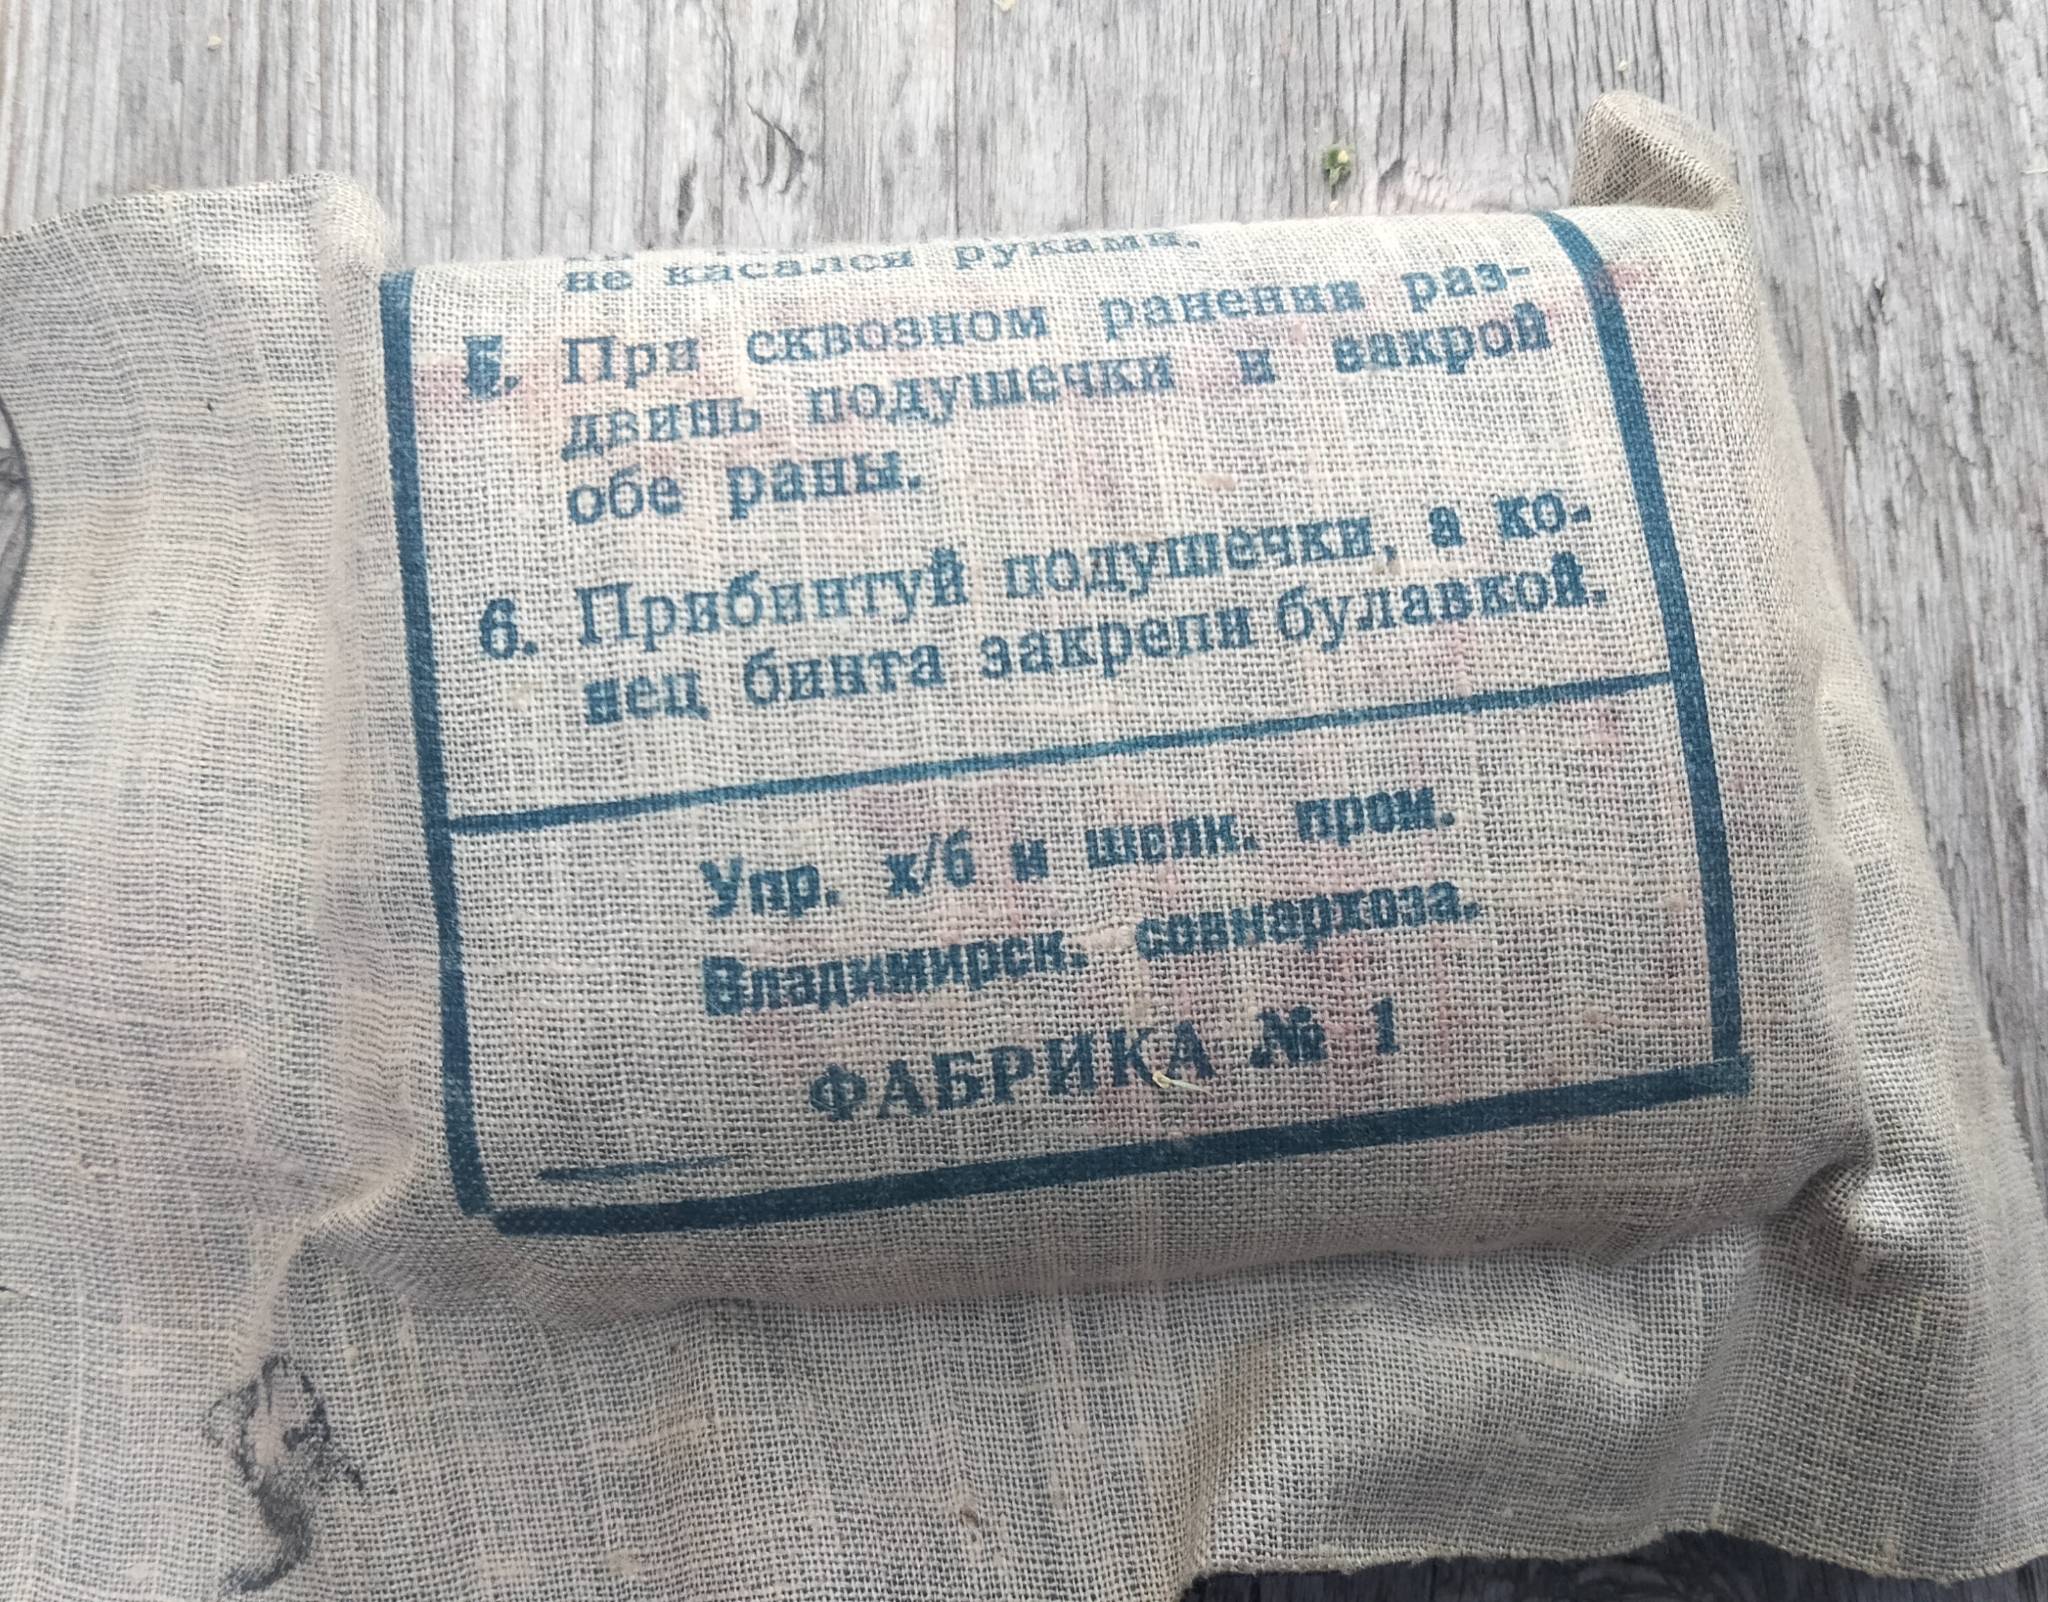 не касался руками.
5. При сквозном ранении раз-
двинь подушечки и закрой
обе раны.
6. Прибинтуй подушечки, а ко-
нец бинта закрепи булавкой.
Упр. х/б и шелк. пром.
Владимирск. совнархоза.
ФАБРИКА № 1